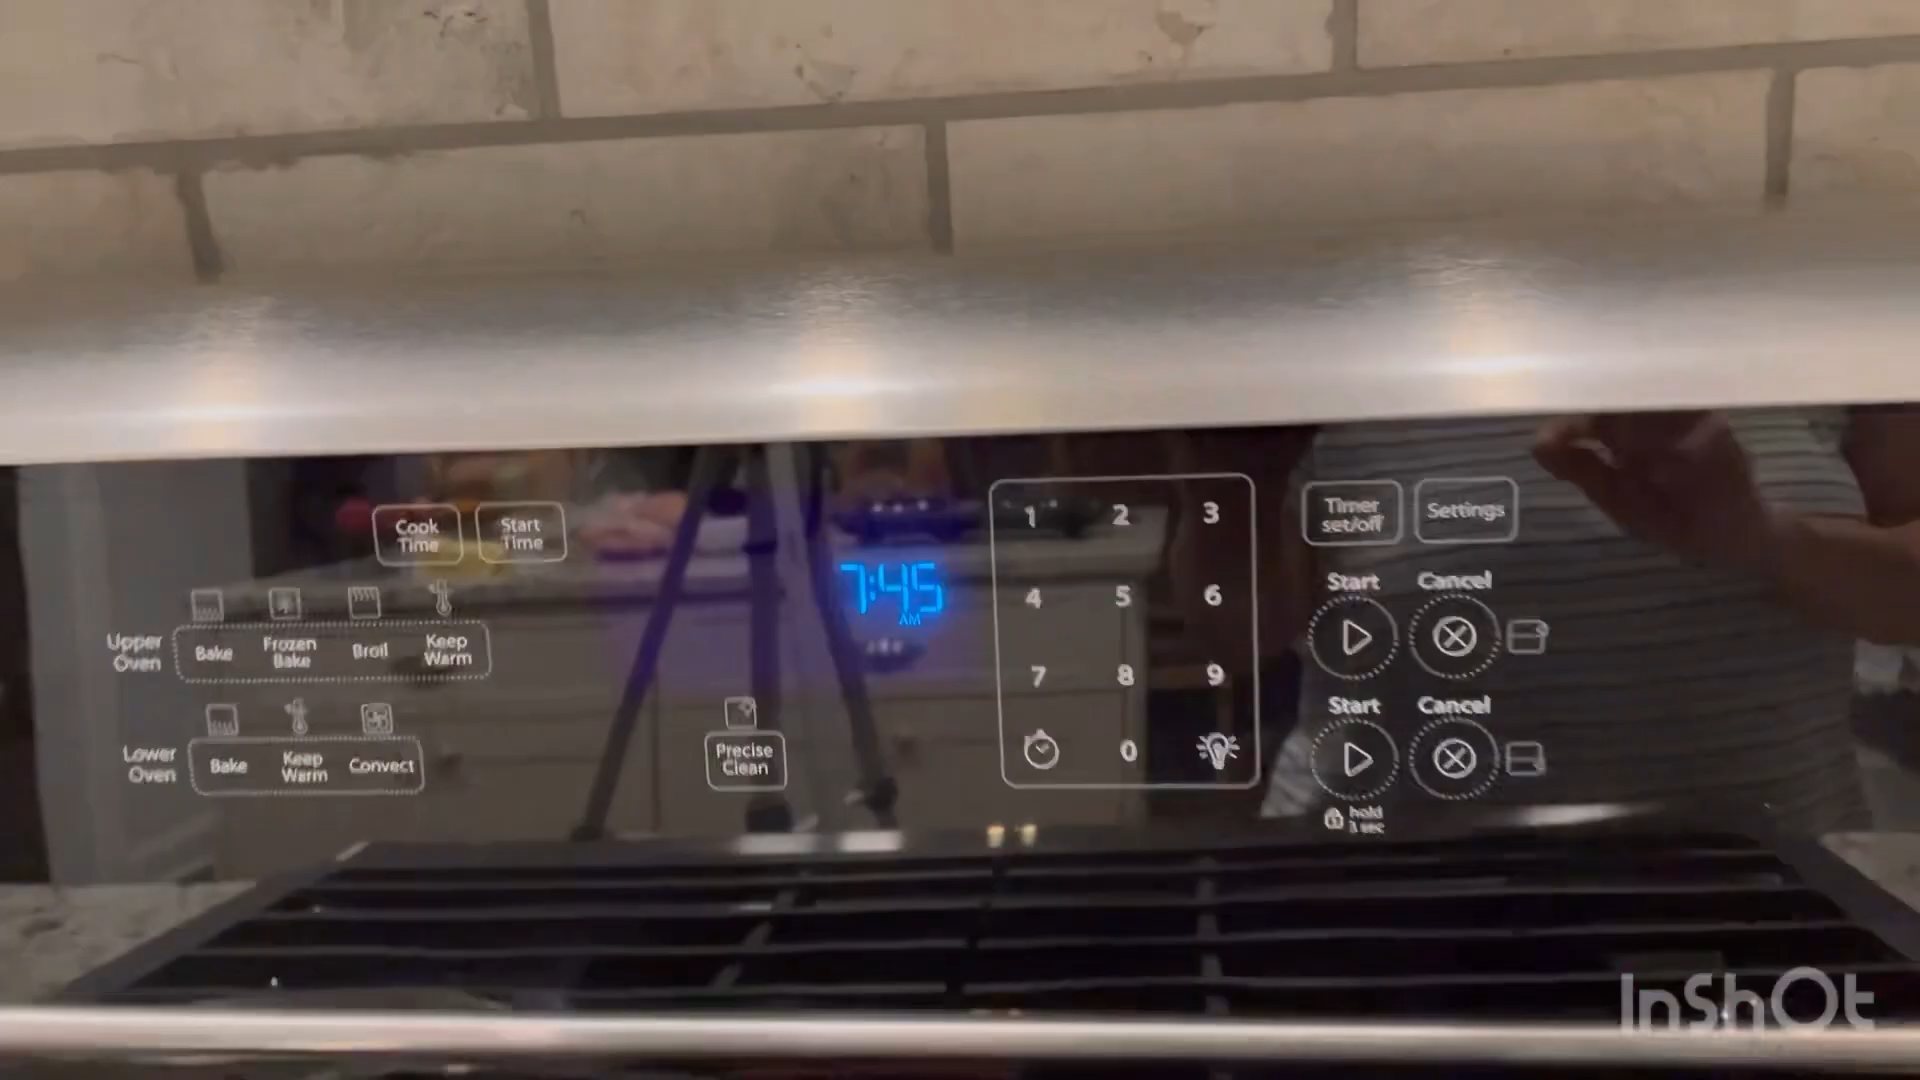 Cook
Time
Start
Time
Upper
Oven
Bake
Frozen
Bake
Broil
Keep
Warm
Lower
Oven
Bake
Keep
Warm
Convect
Precise
Clean
7:45
AM
1 2 3
4 5 6
7 8 9
0
Timer
set/off
Settings
Start Cancel
Start Cancel
hold
3 sec
InShOt